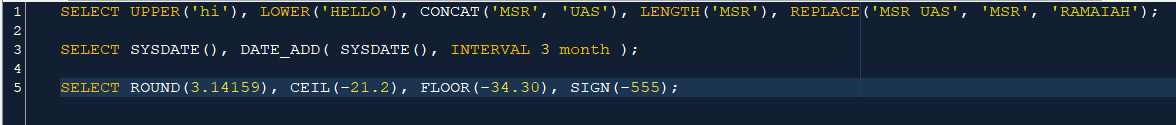 1 SELECT UPPER('hi'), LOWER('HELLO'), CONCAT('MSR', 'UAS'), LENGTH('MSR'), REPLACE('MSR UAS', 'MSR', 'RAMAIAH');
2
3 SELECT SYSDATE(), DATE_ADD( SYSDATE(), INTERVAL 3 month );
4
5 SELECT ROUND(3.14159), CEIL(-21.2), FLOOR(-34.30), SIGN(-555);